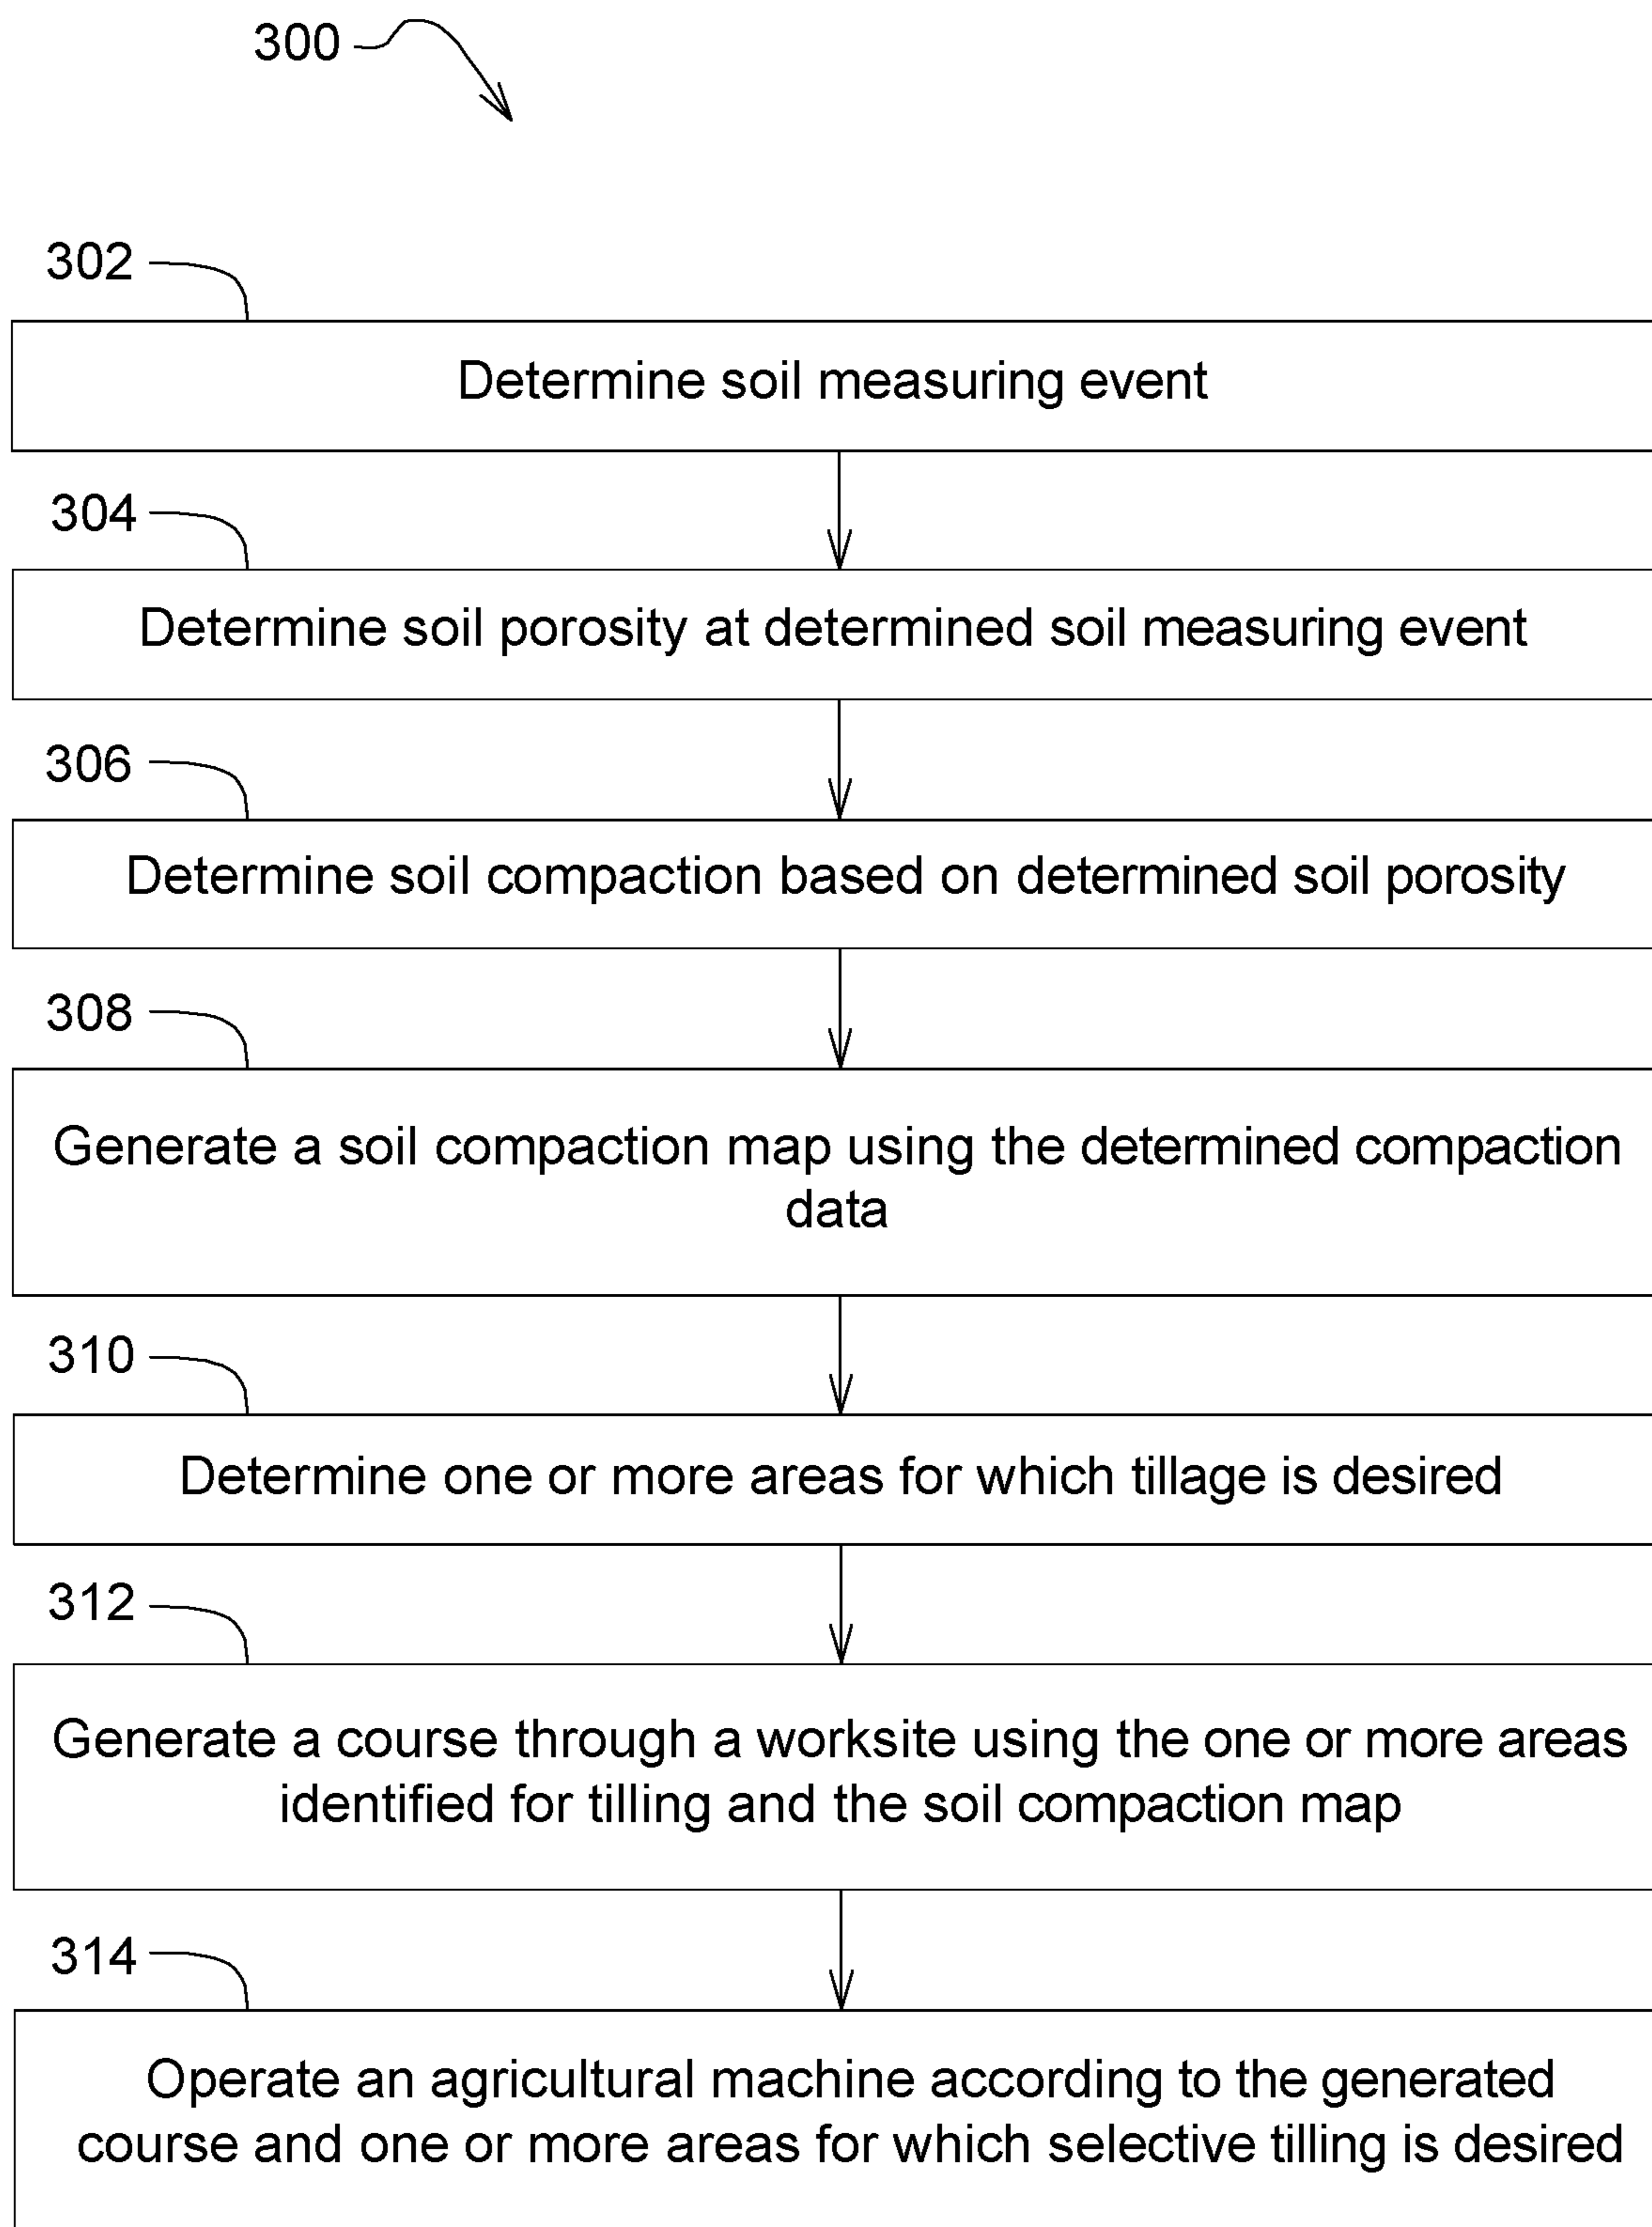 300
302
Determine soil measuring event
304
Determine soil porosity at determined soil measuring event
306
Determine soil compaction based on determined soil porosity
308
Generate a soil compaction map using the determined compaction
data
310
Determine one or more areas for which tillage is desired
312
Generate a course through a worksite using the one or more areas
identified for tilling and the soil compaction map
314
Operate an agricultural machine according to the generated
course and one or more areas for which selective tilling is desired